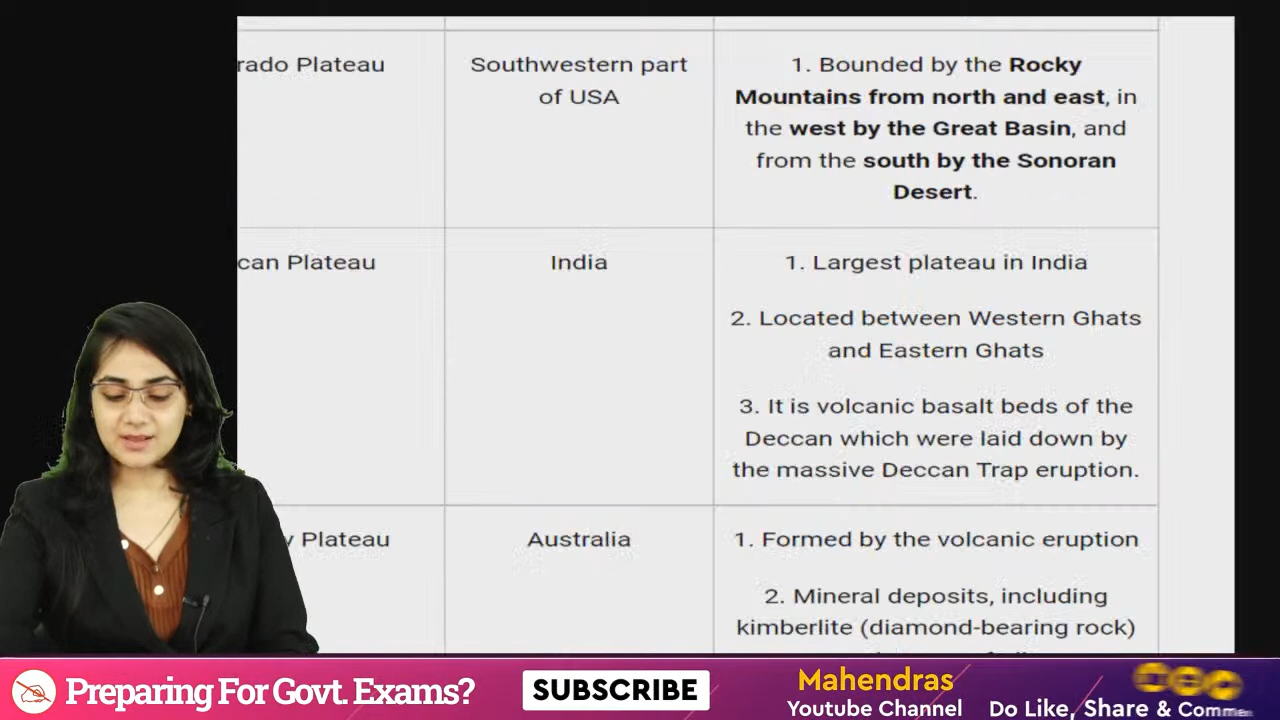 rado Plateau
Southwestern part
of USA
1. Bounded by the Rocky
Mountains from north and east, in
the west by the Great Basin, and
from the south by the Sonoran
Desert.
can Plateau
India
1. Largest plateau in India
2. Located between Western Ghats
and Eastern Ghats
3. It is volcanic basalt beds of the
Deccan which were laid down by
the massive Deccan Trap eruption.
y Plateau
Australia
1. Formed by the volcanic eruption
2. Mineral deposits, including
kimberlite (diamond-bearing rock)
Preparing For Govt. Exams?
SUBSCRIBE
Mahendras
Youtube Channel
Do Like, Share & Comment